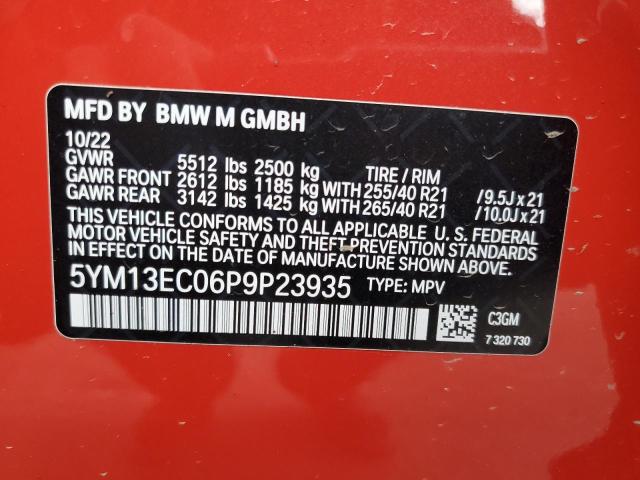 MFD BY BMW M GMBH
10/22
GVWR 5512 lbs 2500 kg TIRE / RIM
GAWR FRONT 2612 lbs 1185 kg WITH 255/40 R21 /9.5J x 21
GAWR REAR 3142 lbs 1425 kg WITH 265/40 R21 /10.0J x 21
THIS VEHICLE CONFORMS TO ALL APPLICABLE U. S. FEDERAL
MOTOR VEHICLE SAFETY AND THEFT PREVENTION STANDARDS
IN EFFECT ON THE DATE OF MANUFACTURE SHOWN ABOVE.
5YM13EC06P9P23935 TYPE: MPV
C3GM
7 320 730